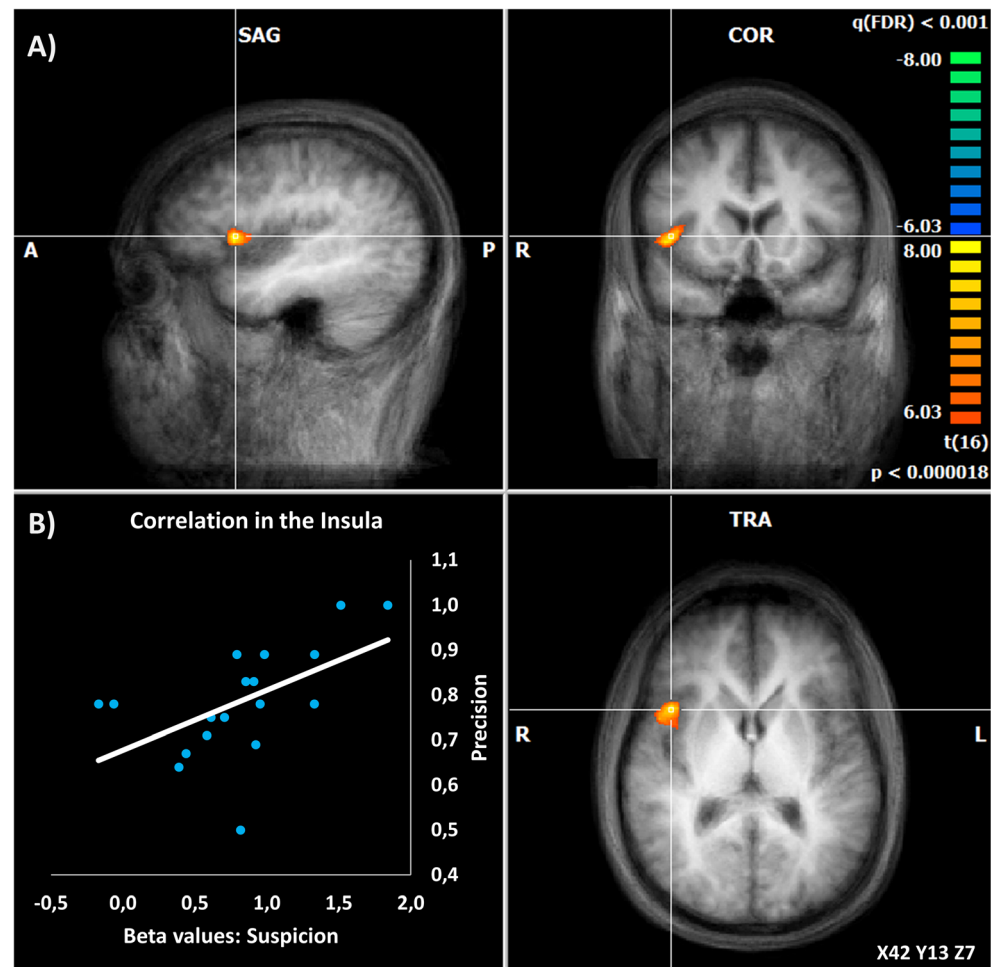 A)
SAG
COR
q(FDR) < 0.001
-8.00
-6.03
8.00
6.03
t(16)
p < 0.000018
A
P
R
B)
Correlation in the Insula
1,1
1,0
0,9
0,8
0,7
0,6
0,5
0,4
Precision
-0,5 0,0 0,5 1,0 1,5 2,0
Beta values: Suspicion
TRA
R
L
X42 Y13 Z7